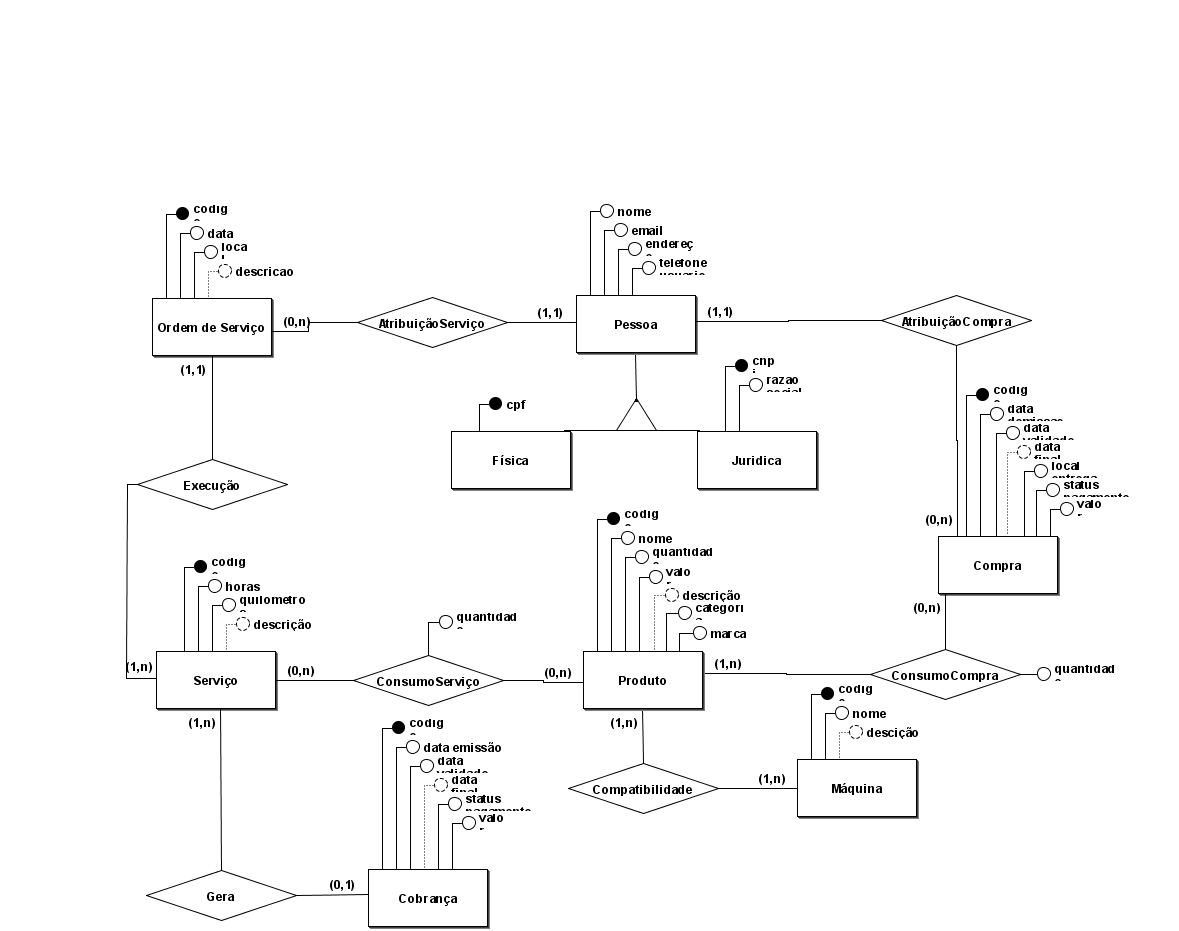 codig
o
data
loca
l
descricao
Ordem de Serviço
(0,n)
AtribuiçãoServiço
(1,1)
nome
email
endereç
o
telefone
usuario
Pessoa
(1,1)
AtribuiçãoCompra
(1,1)
cpf
Física
cnp
j
razao
social
Juridica
codig
o
data
demissao
data
validade
data
final
local
entrega
status
pagamento
valo
r
(0,n)
Compra
(0,n)
Execução
codig
o
horas
quilometro
s
descrição
(1,n)
Serviço
(0,n)
quantidad
e
ConsumoServiço
(0,n)
codig
o
nome
quantidad
e
valo
r
descrição
categori
a
marca
Produto
(1,n)
ConsumoCompra
quantidad
e
(1,n)
(1,n)
Compatibilidade
(1,n)
codig
o
nome
descição
Máquina
codig
o
data emissão
data
validade
data
final
status
pagamento
valo
r
Gera
(0,1)
Cobrança